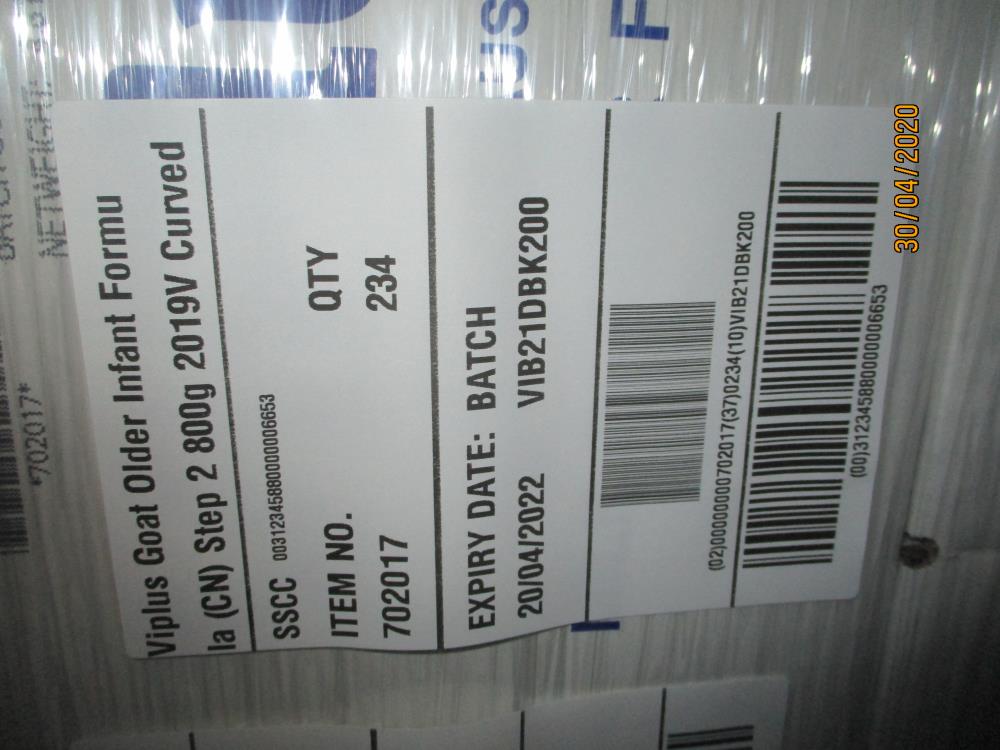 NETWEIGHT:
*702017*
US
F
Viplus Goat Older Infant Formu
la (CN) Step 2 800g 2019V Curved
SSCC 00312345880000006653
ITEM NO. QTY
702017 234
EXPIRY DATE: BATCH
20/04/2022 VIB21DBK200
(02)00000000702017(37)0234(10)VIB21DBK200
(00)312345880000006653
30/04/2020